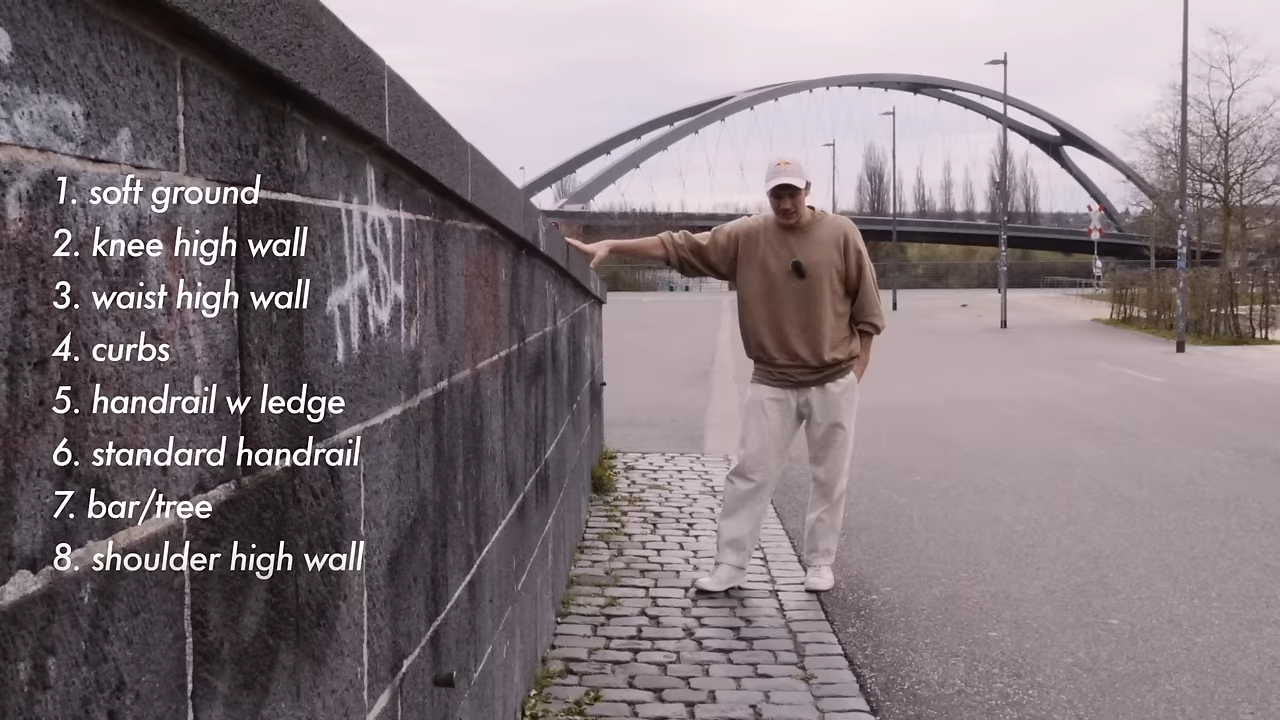 1. soft ground
2. knee high wall
3. waist high wall
4. curbs
5. handrail w ledge
6. standard handrail
7. bar/tree
8. shoulder high wall